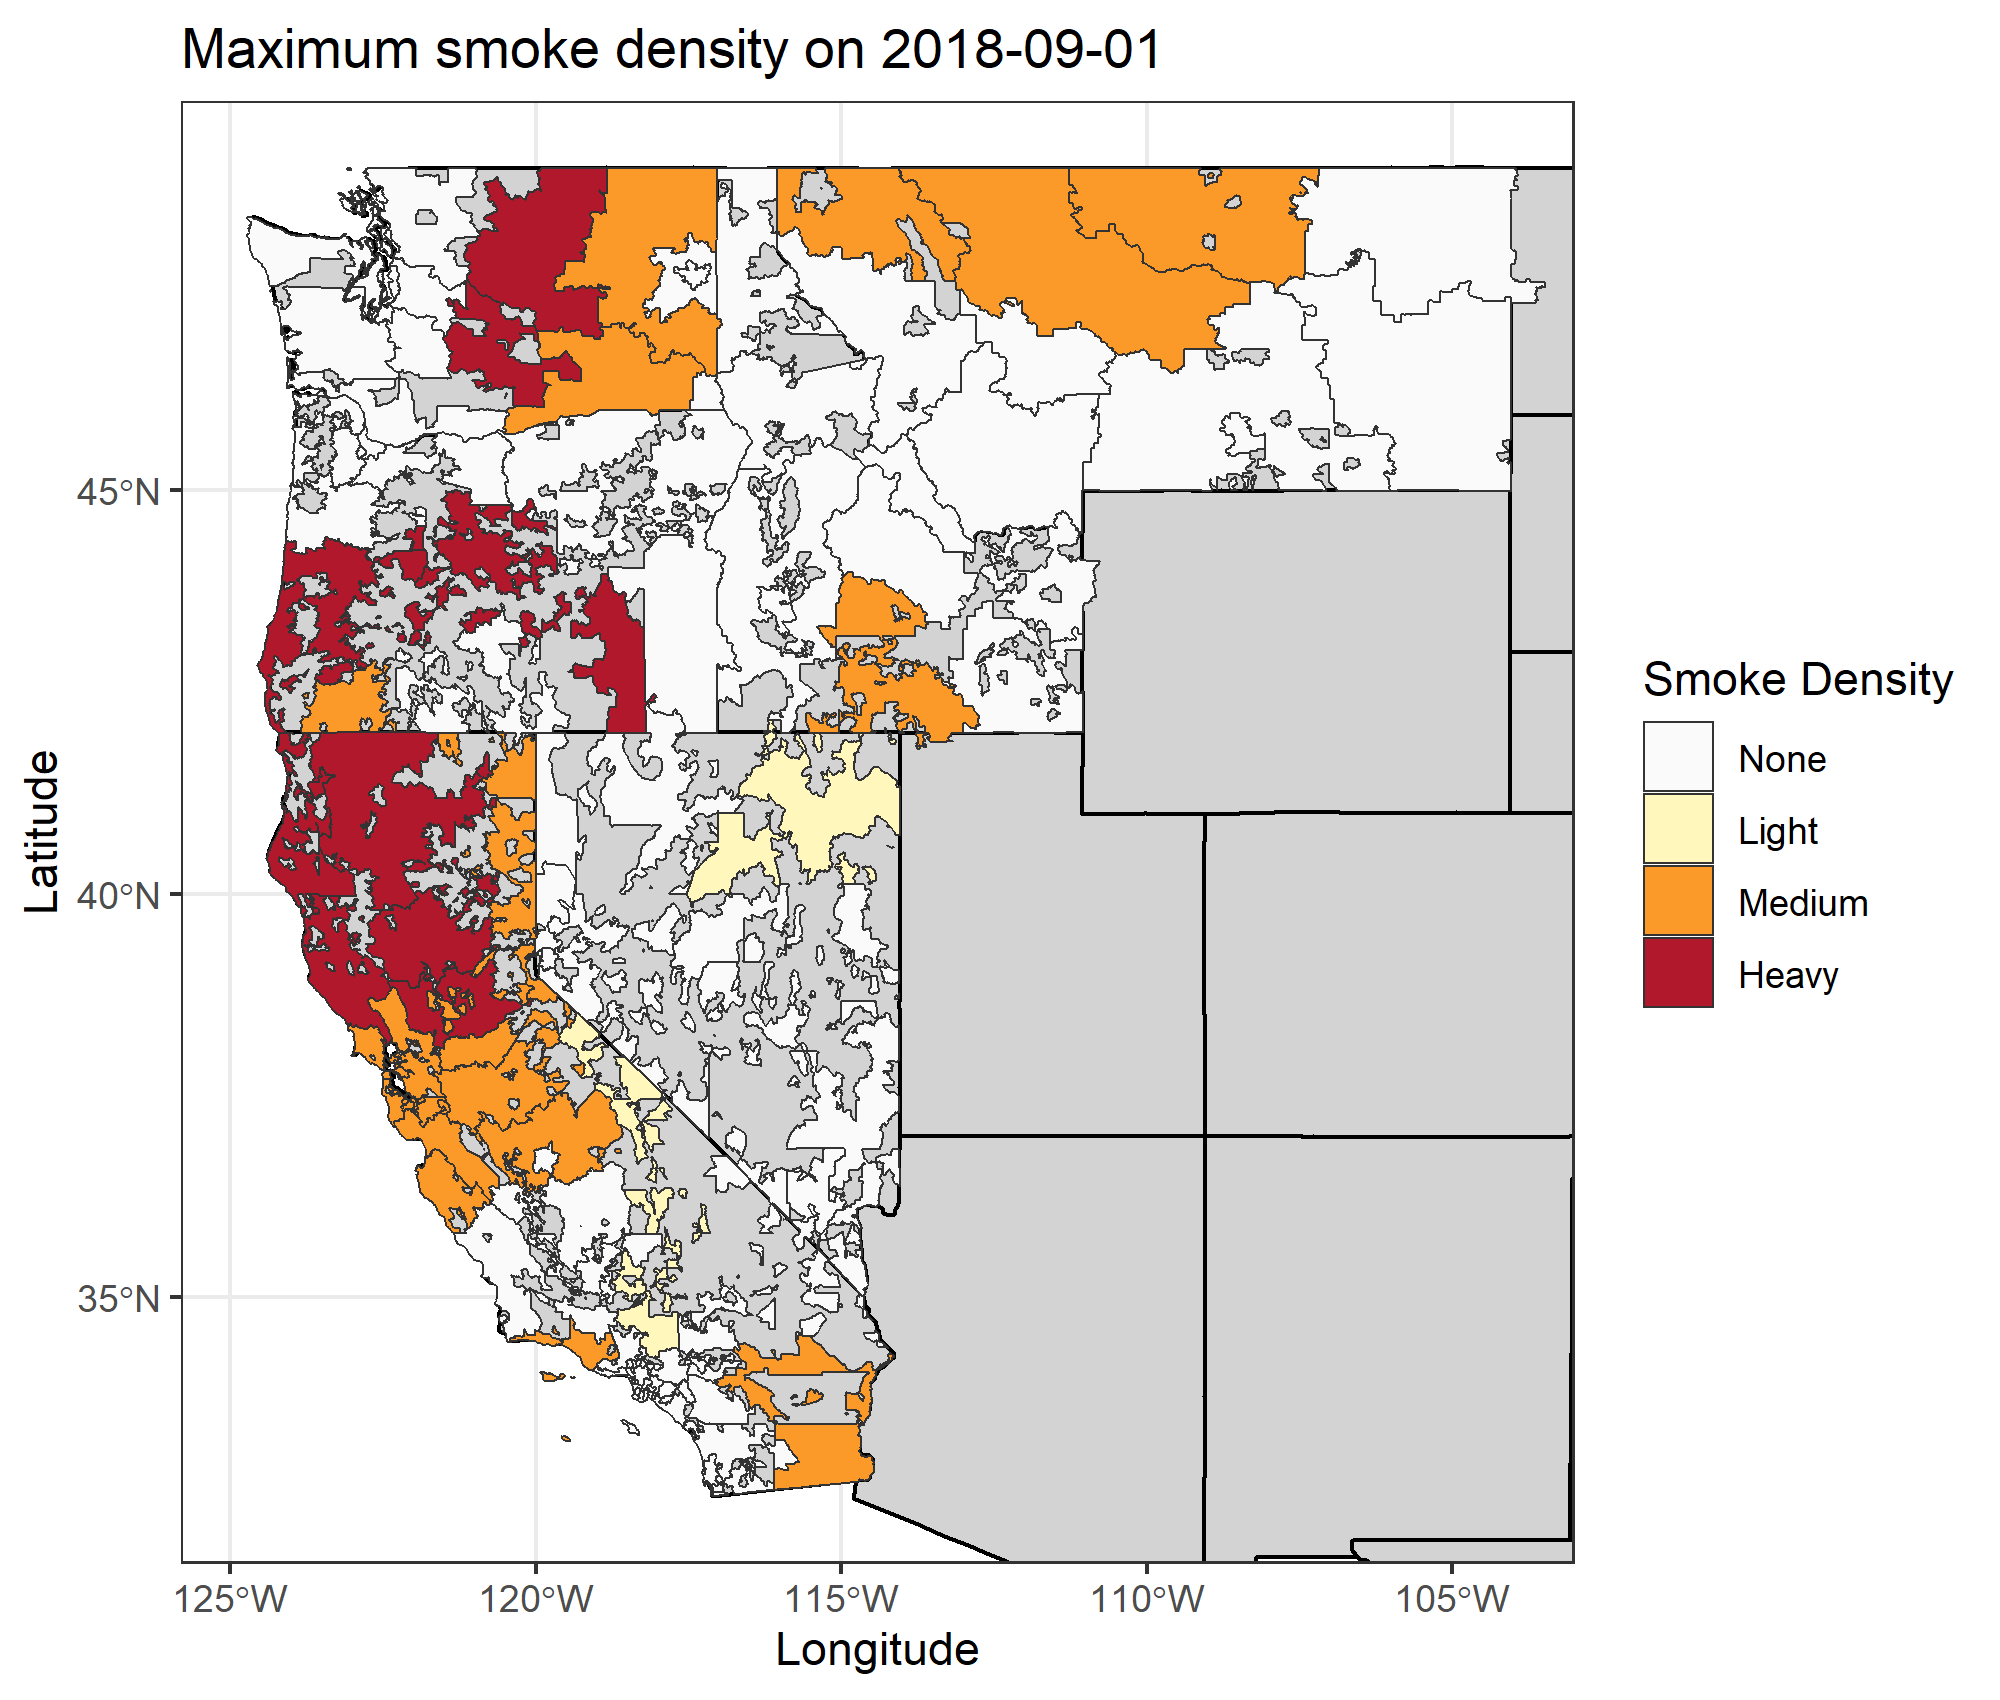 Maximum smoke density on 2018-09-01
45°N
40°N
35°N
Latitude
125°W
120°W
115°W
110°W
105°W
Longitude
Smoke Density
None
Light
Medium
Heavy